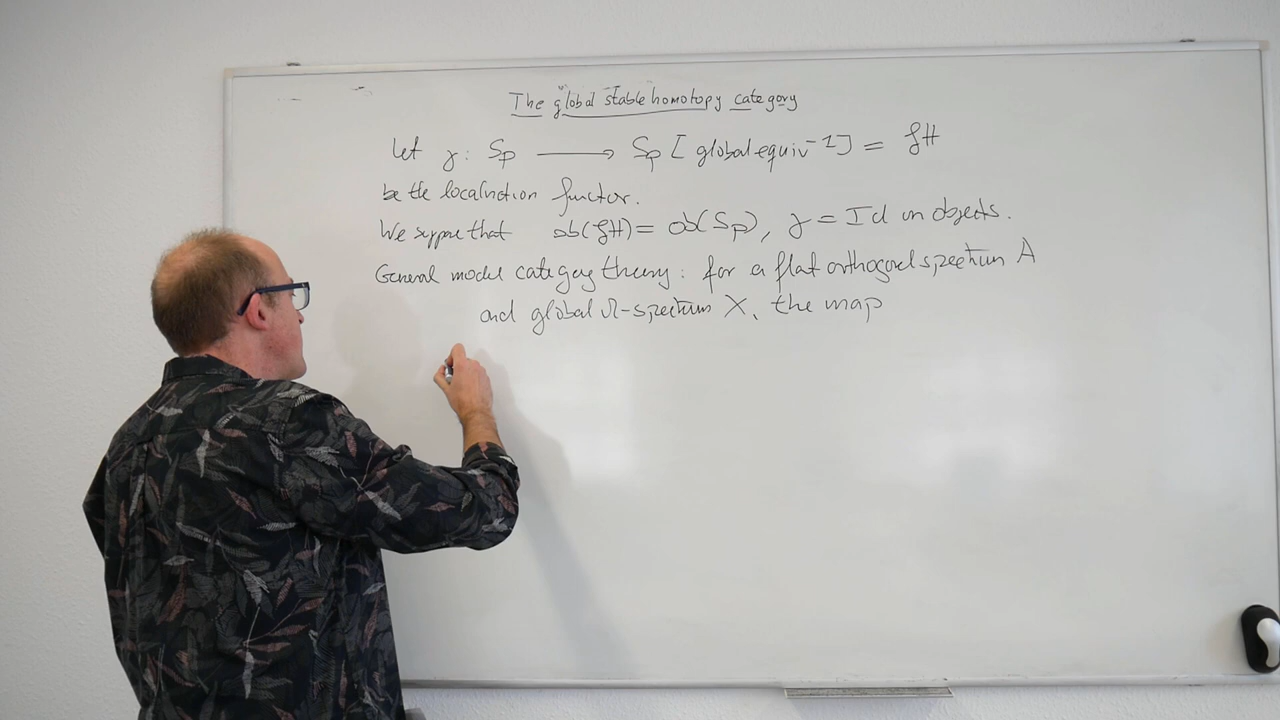 The global stable homotopy category
Let γ: Sp ⟶ Sp [global equiv⁻¹] = GH
be the localization functor.
We suppose that ob(GH) = ob(Sp), γ = Id on objects.
General model category theory: for a flat orthogonal spectrum A
and global Ω-spectrum X, the map